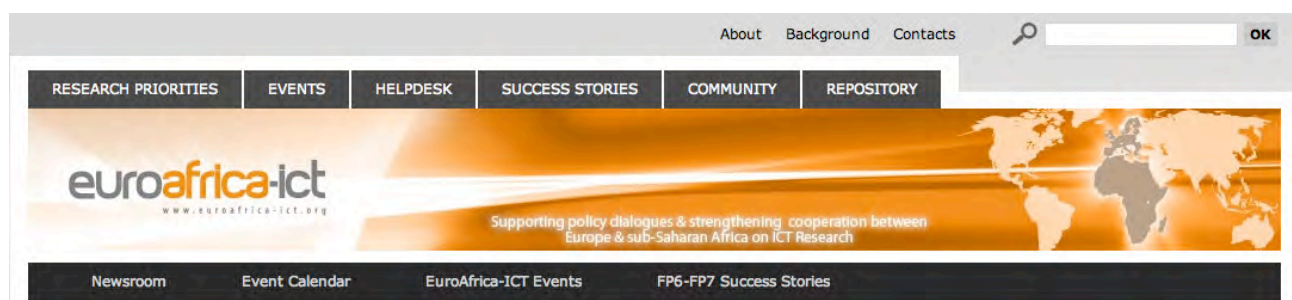 About Background Contacts OK
RESEARCH PRIORITIES EVENTS HELPDESK SUCCESS STORIES COMMUNITY REPOSITORY
euroafrica-ict
www.euroafrica-ict.org
Supporting policy dialogues & strengthening cooperation between
Europe & sub-Saharan Africa on ICT Research
Newsroom Event Calendar EuroAfrica-ICT Events FP6-FP7 Success Stories